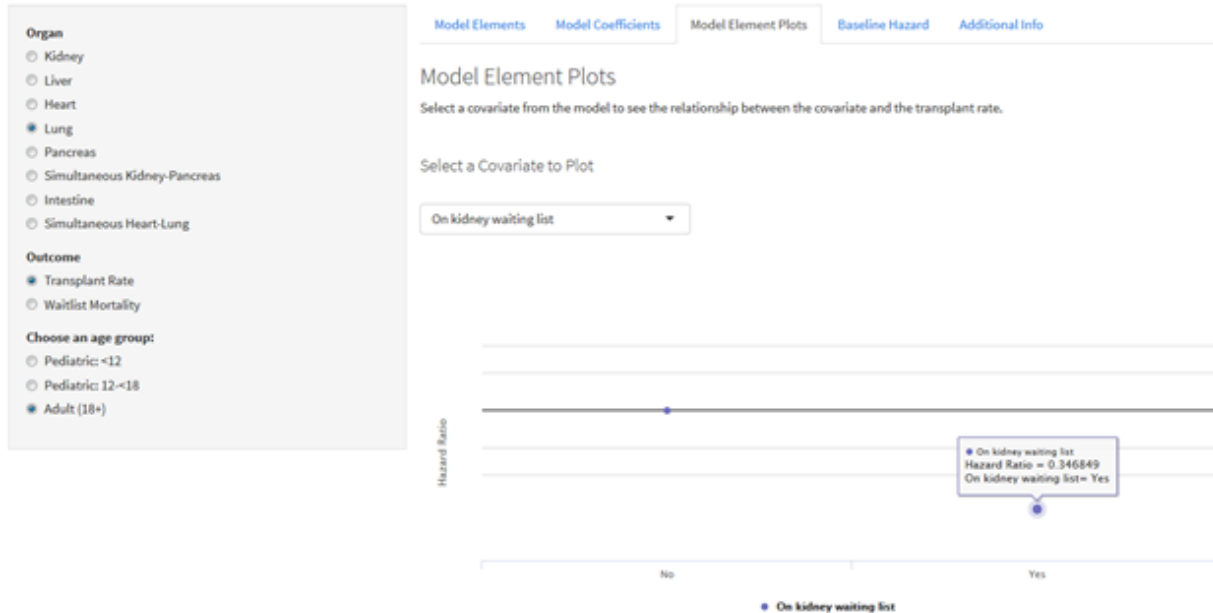 Organ
Kidney
Liver
Heart
Lung
Pancreas
Simultaneous Kidney-Pancreas
Intestine
Simultaneous Heart-Lung
Outcome
Transplant Rate
Waitlist Mortality
Choose an age group:
Pediatric: <12
Pediatric: 12-<18
Adult (18+)
Model Elements Model Coefficients Model Element Plots Baseline Hazard Additional Info
Model Element Plots
Select a covariate from the model to see the relationship between the covariate and the transplant rate.
Select a Covariate to Plot
On kidney waiting list
Hazard Ratio
On kidney waiting list
Hazard Ratio = 0.346849
On kidney waiting list= Yes
No Yes
On kidney waiting list